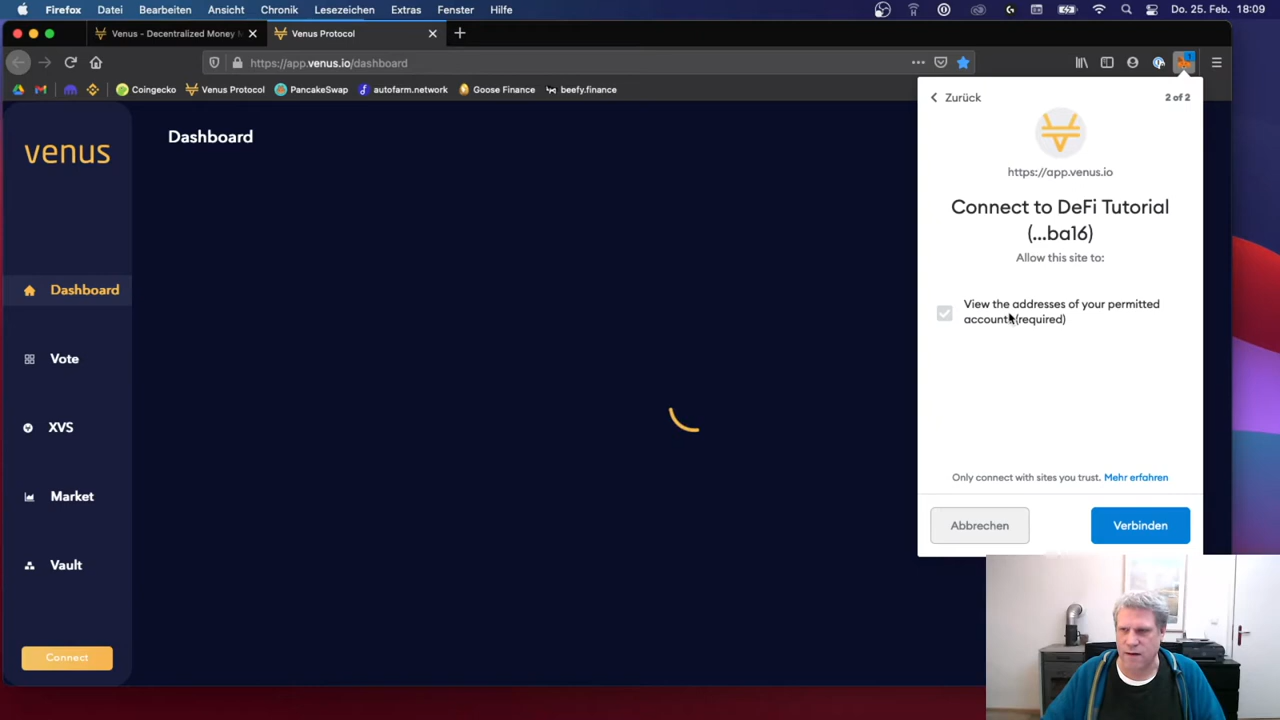 Firefox Datei Bearbeiten Ansicht Chronik Lesezeichen Extras Fenster Hilfe Do. 25. Feb. 18:09
Venus - Decentralized Money M
Venus Protocol
https://app.venus.io/dashboard
Coingecko Venus Protocol PancakeSwap autofarm.network Goose Finance beefy.finance
venus
Dashboard
Dashboard
Vote
XVS
Market
Vault
Connect
Zurück
2 of 2
https://app.venus.io
Connect to DeFi Tutorial
(...ba16)
Allow this site to:
View the addresses of your permitted
accounts (required)
Only connect with sites you trust. Mehr erfahren
Abbrechen
Verbinden